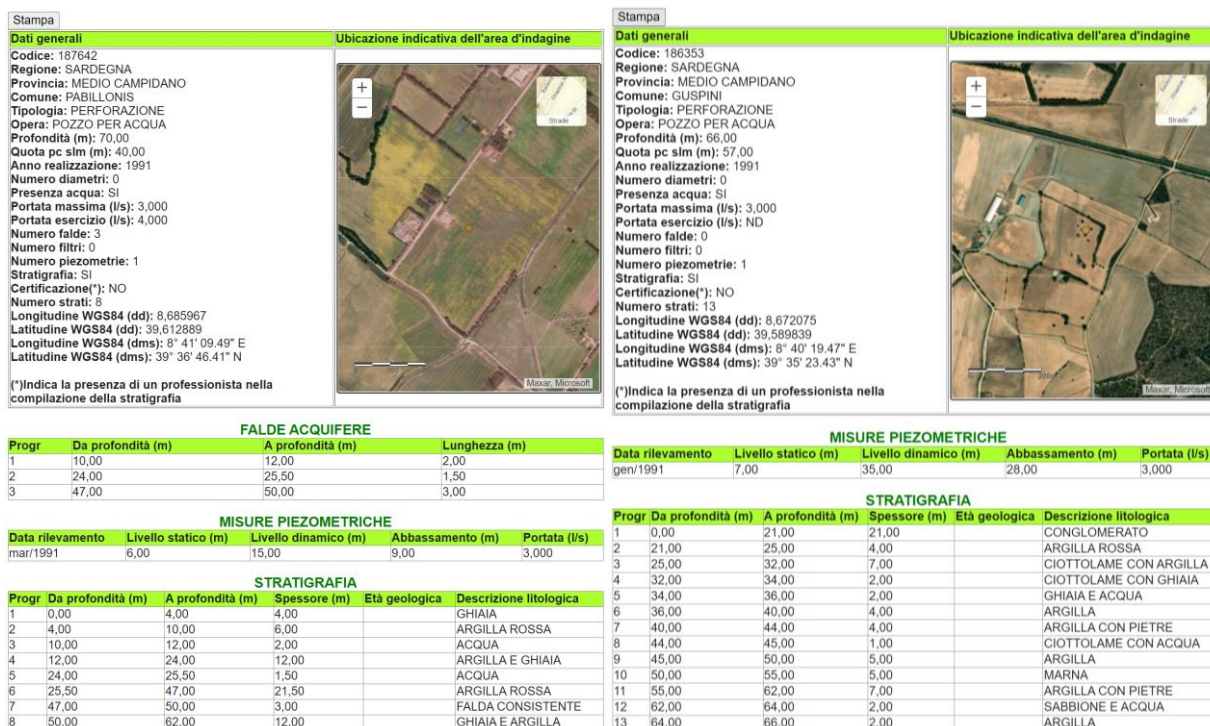 Stampa
Dati generali Ubicazione indicativa dell'area d'indagine
Codice: 187642
Regione: SARDEGNA
Provincia: MEDIO CAMPIDANO
Comune: PABILLONIS
Tipologia: PERFORAZIONE
Opera: POZZO PER ACQUA
Profondità (m): 70,00
Quota pc slm (m): 40,00
Anno realizzazione: 1991
Numero diametri: 0
Presenza acqua: SI
Portata massima (l/s): 3,000
Portata esercizio (l/s): 4,000
Numero falde: 3
Numero filtri: 0
Numero piezometrie: 1
Stratigrafia: SI
Certificazione(*): NO
Numero strati: 8
Longitudine WGS84 (dd): 8,685967
Latitudine WGS84 (dd): 39,612889
Longitudine WGS84 (dms): 8° 41' 09.49" E
Latitudine WGS84 (dms): 39° 36' 46.41" N
(*)Indica la presenza di un professionista nella
compilazione della stratigrafia
+
−
Strade
Maxar, Microsoft
FALDE ACQUIFERE
Progr Da profondità (m) A profondità (m) Lunghezza (m)
1 10,00 12,00 2,00
2 24,00 25,50 1,50
3 47,00 50,00 3,00
MISURE PIEZOMETRICHE
Data rilevamento Livello statico (m) Livello dinamico (m) Abbassamento (m) Portata (l/s)
mar/1991 6,00 15,00 9,00 3,000
STRATIGRAFIA
Progr Da profondità (m) A profondità (m) Spessore (m) Età geologica Descrizione litologica
1 0,00 4,00 4,00 GHIAIA
2 4,00 10,00 6,00 ARGILLA ROSSA
3 10,00 12,00 2,00 ACQUA
4 12,00 24,00 12,00 ARGILLA E GHIAIA
5 24,00 25,50 1,50 ACQUA
6 25,50 47,00 21,50 ARGILLA ROSSA
7 47,00 50,00 3,00 FALDA CONSISTENTE
8 50,00 62,00 12,00 GHIAIA E ARGILLA
Stampa
Dati generali Ubicazione indicativa dell'area d'indagine
Codice: 186353
Regione: SARDEGNA
Provincia: MEDIO CAMPIDANO
Comune: GUSPINI
Tipologia: PERFORAZIONE
Opera: POZZO PER ACQUA
Profondità (m): 66,00
Quota pc slm (m): 57,00
Anno realizzazione: 1991
Numero diametri: 0
Presenza acqua: SI
Portata massima (l/s): 3,000
Portata esercizio (l/s): ND
Numero falde: 0
Numero filtri: 0
Numero piezometrie: 1
Stratigrafia: SI
Certificazione(*): NO
Numero strati: 13
Longitudine WGS84 (dd): 8,672075
Latitudine WGS84 (dd): 39,589839
Longitudine WGS84 (dms): 8° 40' 19.47" E
Latitudine WGS84 (dms): 39° 35' 23.43" N
(*)Indica la presenza di un professionista nella
compilazione della stratigrafia
+
−
Strade
Maxar, Microsoft
MISURE PIEZOMETRICHE
Data rilevamento Livello statico (m) Livello dinamico (m) Abbassamento (m) Portata (l/s)
gen/1991 7,00 35,00 28,00 3,000
STRATIGRAFIA
Progr Da profondità (m) A profondità (m) Spessore (m) Età geologica Descrizione litologica
1 0,00 21,00 21,00 CONGLOMERATO
2 21,00 25,00 4,00 ARGILLA ROSSA
3 25,00 32,00 7,00 CIOTTOLAME CON ARGILLA
4 32,00 34,00 2,00 CIOTTOLAME CON GHIAIA
5 34,00 36,00 2,00 GHIAIA E ACQUA
6 36,00 40,00 4,00 ARGILLA
7 40,00 44,00 4,00 ARGILLA CON PIETRE
8 44,00 45,00 1,00 CIOTTOLAME CON ACQUA
9 45,00 50,00 5,00 ARGILLA
10 50,00 55,00 5,00 MARNA
11 55,00 62,00 7,00 ARGILLA CON PIETRE
12 62,00 64,00 2,00 SABBIONE E ACQUA
13 64,00 66,00 2,00 ARGILLA